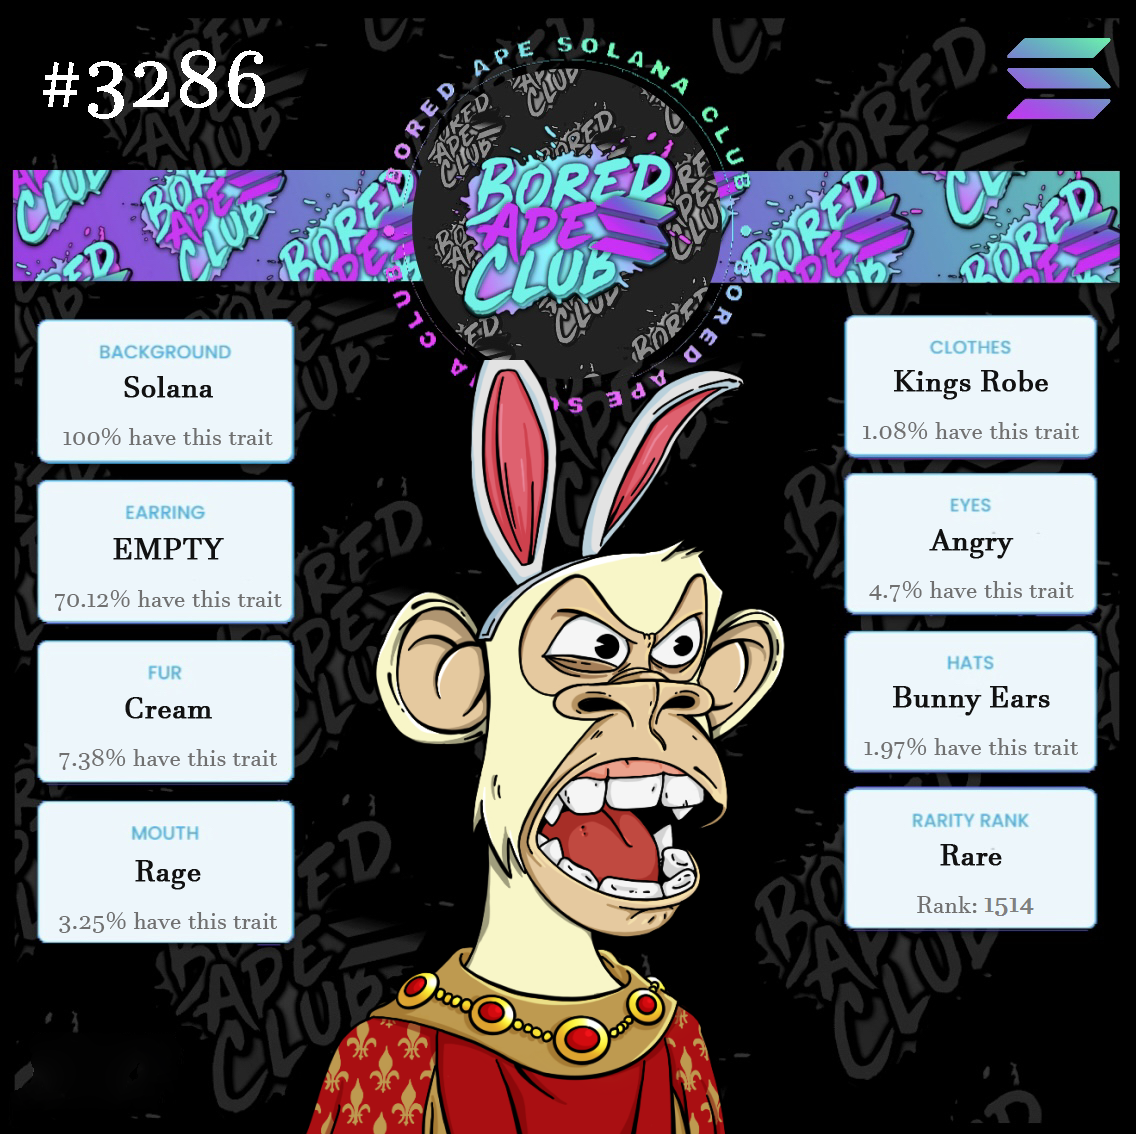 #3286
BORED APE SOLANA CLUB
BORED
APE
CLUB
BACKGROUND
Solana
100% have this trait
EARRING
EMPTY
70.12% have this trait
FUR
Cream
7.38% have this trait
MOUTH
Rage
3.25% have this trait
CLOTHES
Kings Robe
1.08% have this trait
EYES
Angry
4.7% have this trait
HATS
Bunny Ears
1.97% have this trait
RARITY RANK
Rare
Rank: 1514